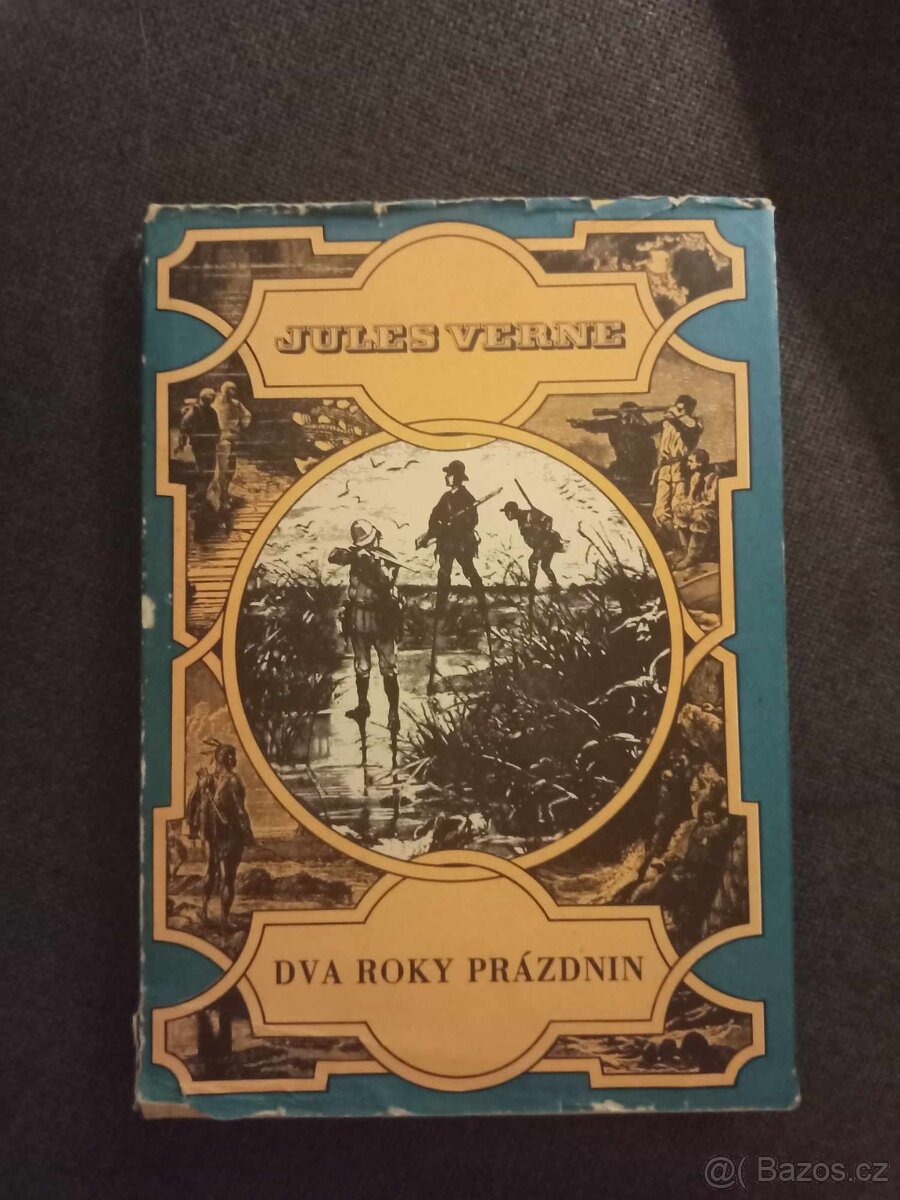 JULES VERNE
DVA ROKY PRÁZDNIN
@( Bazos.cz